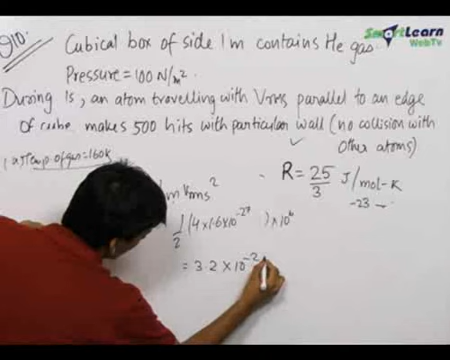 Q10.
Cubical box of side 1m contains He gas.
SmartLearn
WebTv
Pressure = 100 N/m².
During 1s, an atom travelling with Vrms parallel to an edge
of cube makes 500 hits with particular wall (no collision with
other atoms)
Temp. of gas = 160K
R = 25/3 J/mol-K
m Vrms²
-23
1/2 (4 × 1.6 × 10⁻²⁷ ) × 10⁶
= 3.2 × 10⁻²